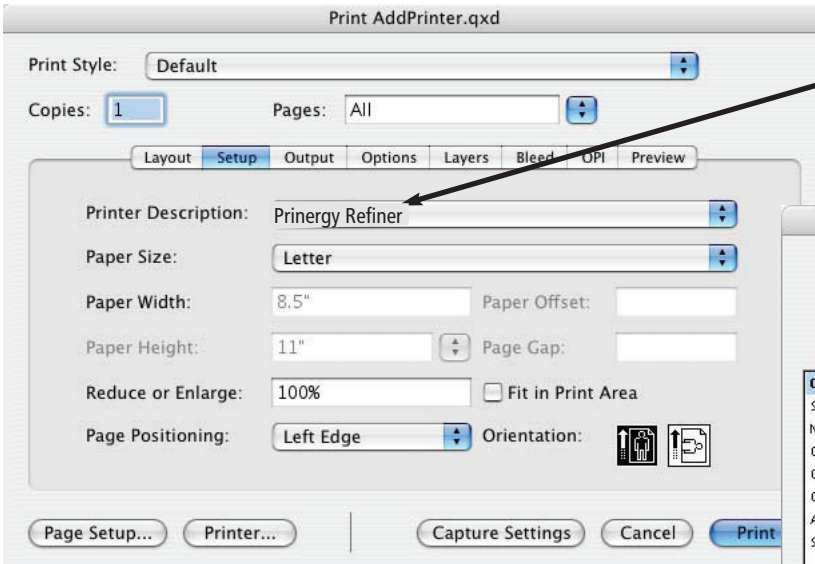 Print AddPrinter.qxd
Print Style: Default
Copies: 1 Pages: All
Layout Setup Output Options Layers Bleed OPI Preview
Printer Description: Prinergy Refiner
Paper Size: Letter
Paper Width: 8.5" Paper Offset:
Paper Height: 11" Page Gap:
Reduce or Enlarge: 100% Fit in Print Area
Page Positioning: Left Edge Orientation:
Page Setup... Printer... Capture Settings Cancel Print